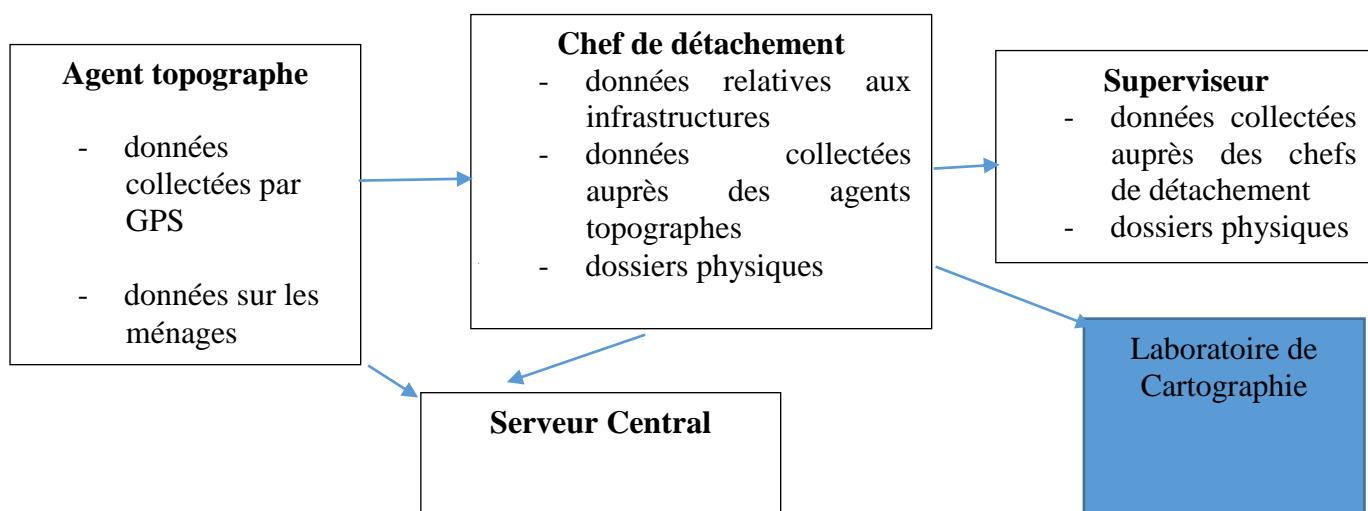 Agent topographe
- données
collectées par
GPS
- données sur les
ménages
Chef de détachement
- données relatives aux
infrastructures
- données collectées
auprès des agents
topographes
- dossiers physiques
Superviseur
- données collectées
auprès des chefs
de détachement
- dossiers physiques
Laboratoire de
Cartographie
Serveur Central